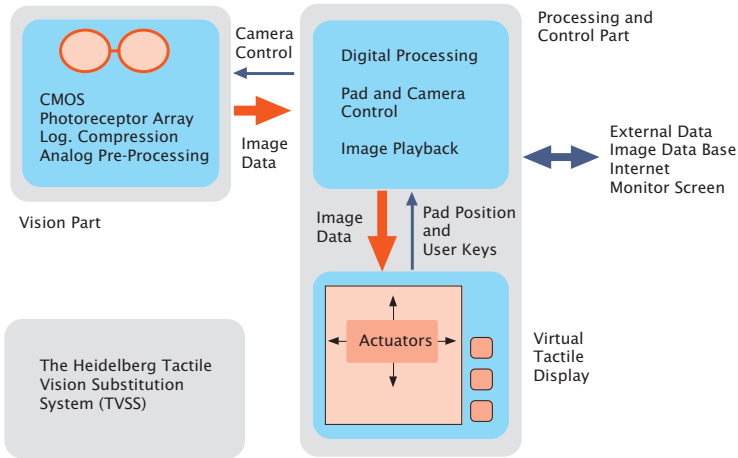 CMOS
Photoreceptor Array
Log. Compression
Analog Pre-Processing
Vision Part
Camera
Control
Image
Data
Digital Processing
Pad and Camera
Control
Image Playback
Processing and
Control Part
External Data
Image Data Base
Internet
Monitor Screen
Image
Data
Pad Position
and
User Keys
Actuators
Virtual
Tactile
Display
The Heidelberg Tactile
Vision Substitution
System (TVSS)